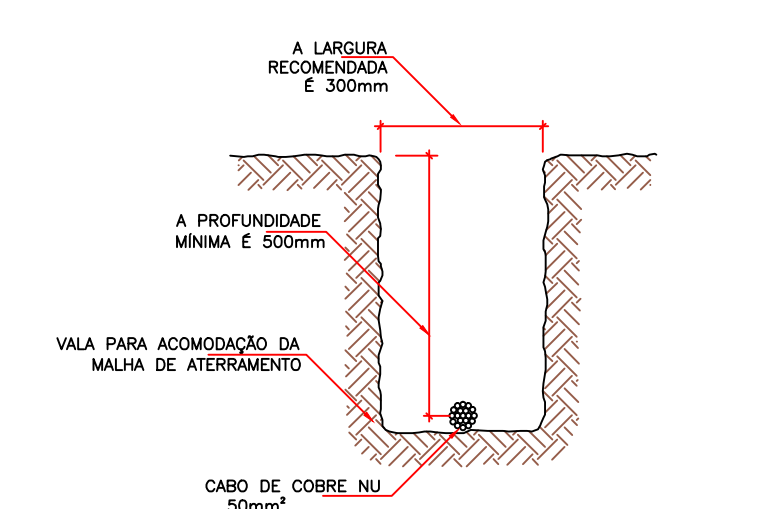 A LARGURA
RECOMENDADA
É 300mm
A PROFUNDIDADE
MÍNIMA É 500mm
VALA PARA ACOMODAÇÃO DA
MALHA DE ATERRAMENTO
CABO DE COBRE NU
50mm²